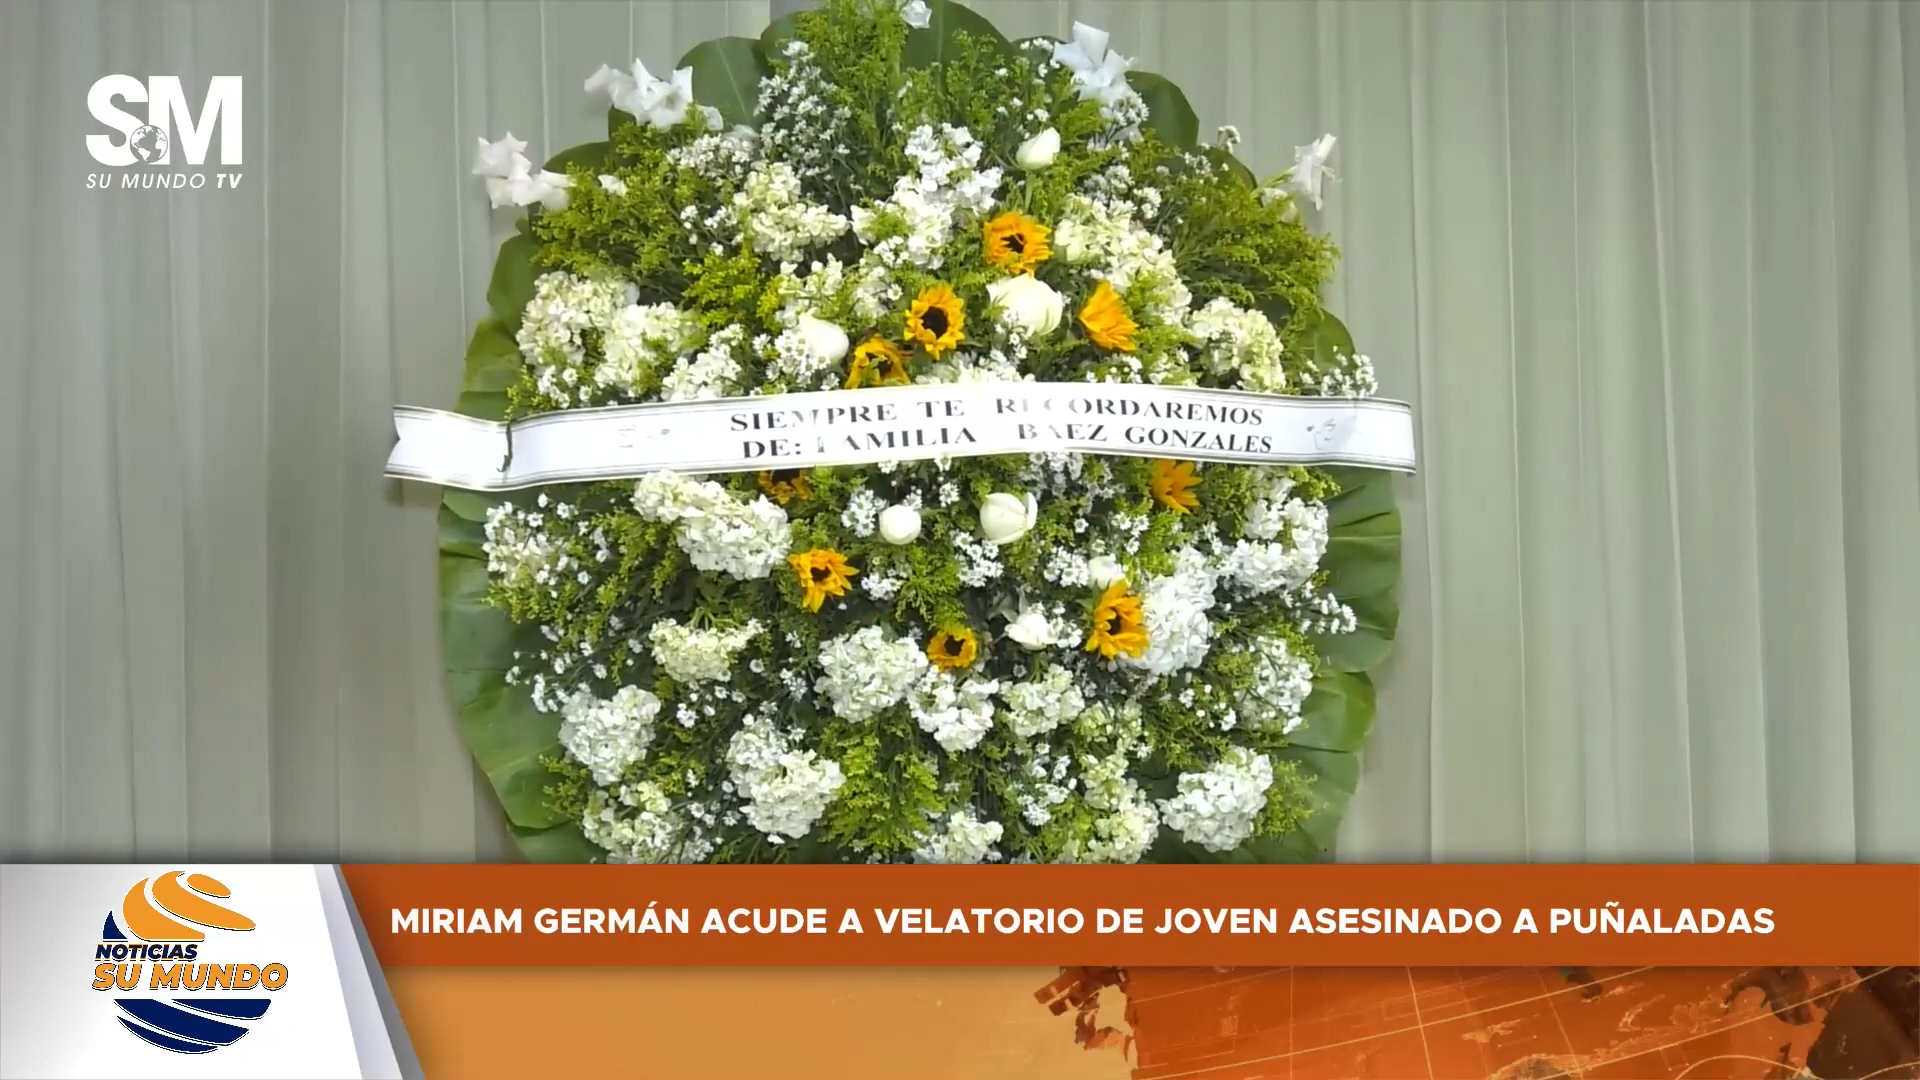 SM
SU MUNDO TV
SIEMPRE TE RECORDAREMOS
DE: FAMILIA BAEZ GONZALES
NOTICIAS
SU MUNDO
MIRIAM GERMÁN ACUDE A VELATORIO DE JOVEN ASESINADO A PUÑALADAS